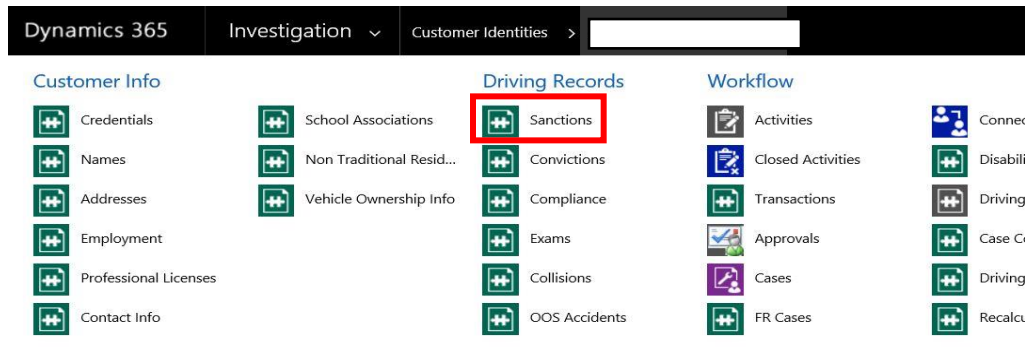 Dynamics 365 Investigation Customer Identities >
Customer Info
Credentials
Names
Addresses
Employment
Professional Licenses
Contact Info
School Associations
Non Traditional Resid...
Vehicle Ownership Info
Driving Records
Sanctions
Convictions
Compliance
Exams
Collisions
OOS Accidents
Workflow
Activities
Closed Activities
Transactions
Approvals
Cases
FR Cases
Driving
Driving